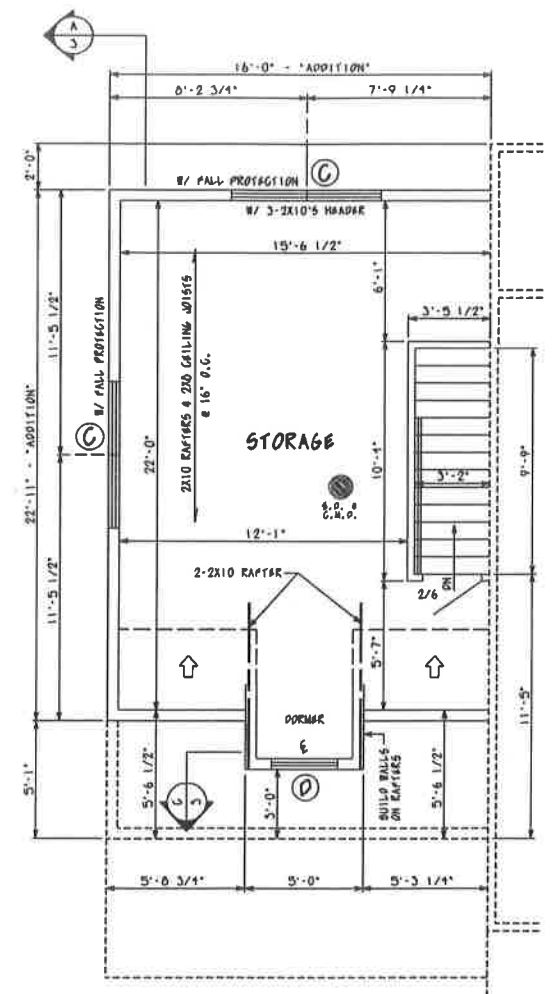 A
3
16'-0" - "ADDITION"
8'-2 3/4"
7'-9 1/4"
2'-0"
W/ FALL PROTECTION
C
W/ 3-2X10'S HEADER
15'-6 1/2"
6'-1"
3'-5 1/2"
22'-11" - "ADDITION"
11'-5 1/2"
W/ FALL PROTECTION
C
2X10 RAFTERS & 2X8 CEILING JOISTS
@ 16" O.C.
22'-0"
STORAGE
10'-4"
3'-2"
9'-9"
S.D. &
C.M.D.
12'-1"
2-2X10 RAFTER
2/6
DN
11'-5 1/2"
5'-7"
11'-5"
DORMER
5'-1"
5'-6 1/2"
3'-0"
D
BUILD WALLS
ON RAFTERS
5'-6 1/2"
5'-8 3/4"
5'-0"
5'-3 1/4"